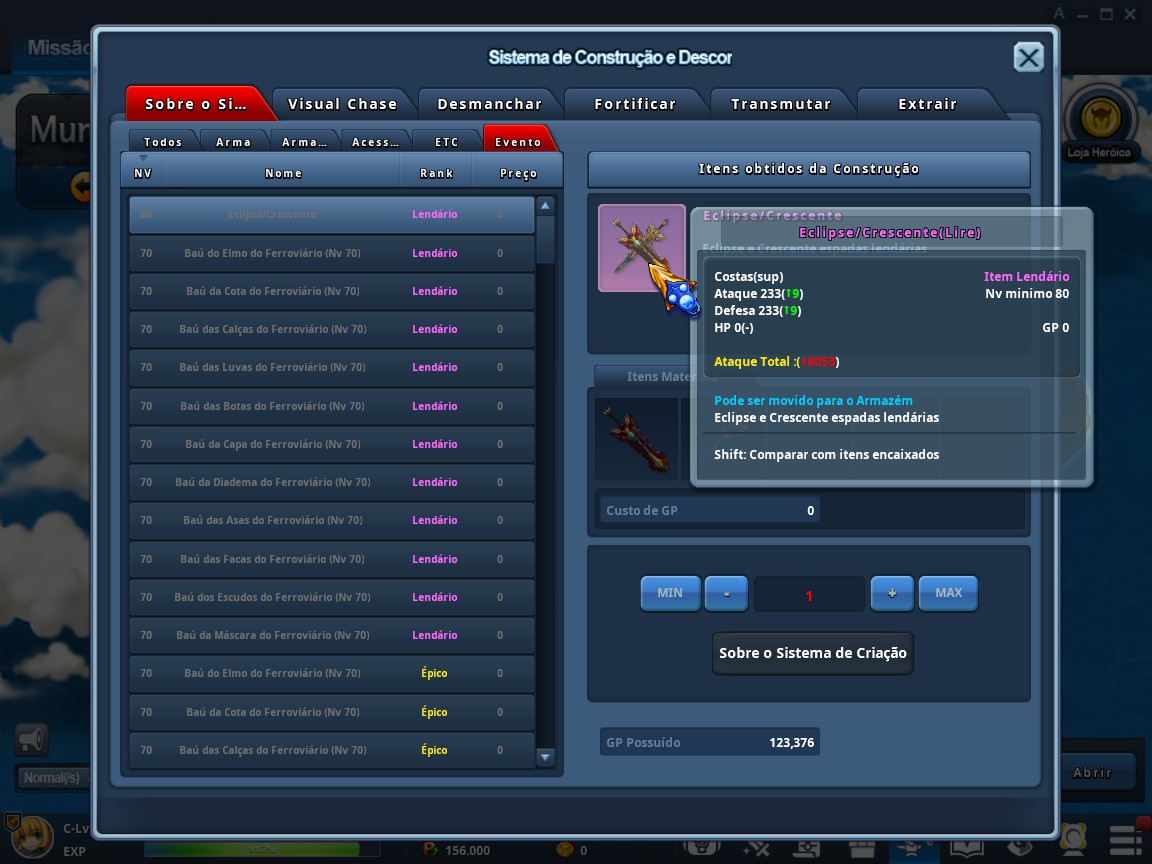 A
Missão
Sistema de Construção e Descor
Sobre o Si...
Visual Chase
Desmanchar
Fortificar
Transmutar
Extrair
Todos
Arma
Arma...
Acess...
ETC
Evento
NV Nome Rank Preço
80 Eclipse/Crescente Lendário 0
70 Baú do Elmo do Ferroviário (Nv 70) Lendário 0
70 Baú da Cota do Ferroviário (Nv 70) Lendário 0
70 Baú das Calças do Ferroviário (Nv 70) Lendário 0
70 Baú das Luvas do Ferroviário (Nv 70) Lendário 0
70 Baú das Botas do Ferroviário (Nv 70) Lendário 0
70 Baú da Capa do Ferroviário (Nv 70) Lendário 0
70 Baú da Diadema do Ferroviário (Nv 70) Lendário 0
70 Baú das Asas do Ferroviário (Nv 70) Lendário 0
70 Baú das Facas do Ferroviário (Nv 70) Lendário 0
70 Baú dos Escudos do Ferroviário (Nv 70) Lendário 0
70 Baú da Máscara do Ferroviário (Nv 70) Lendário 0
70 Baú do Elmo do Ferroviário (Nv 70) Épico 0
70 Baú da Cota do Ferroviário (Nv 70) Épico 0
70 Baú das Calças do Ferroviário (Nv 70) Épico 0
Itens obtidos da Construção
Eclipse/Crescente
Eclipse e Crescente espadas lendárias
Eclipse/Crescente(Lire)
Costas(sup) Item Lendário
Ataque 233(↑9) Nv minimo 80
Defesa 233(↑9)
HP 0(-) GP 0
Ataque Total :(↓6053)
Pode ser movido para o Armazém
Eclipse e Crescente espadas lendárias
Shift: Comparar com itens encaixados
Itens Mater
Custo de GP 0
MIN
-
1
+
MAX
Sobre o Sistema de Criação
GP Possuído 123,376
Mun
Loja Heróica
Normal(/s)
Abrir
C-Lv
EXP
156.000
0